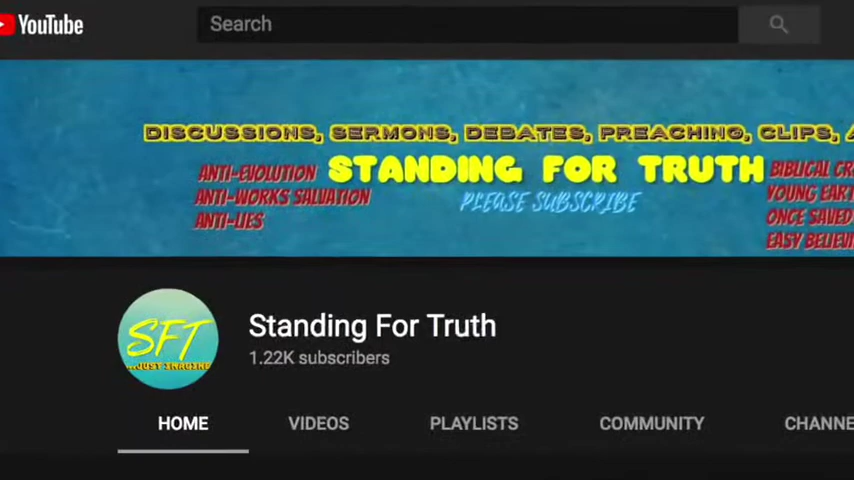 YouTube
Search
DISCUSSIONS, SERMONS, DEBATES, PREACHING, CLIPS,
ANTI-EVOLUTION
ANTI-WORKS SALVATION
ANTI-LIES
STANDING FOR TRUTH
PLEASE SUBSCRIBE
BIBLICAL CR
YOUNG EART
ONCE SAVED
EASY BELIEV
SFT
...JUST IMAGINE
Standing For Truth
1.22K subscribers
HOME VIDEOS PLAYLISTS COMMUNITY CHANNE